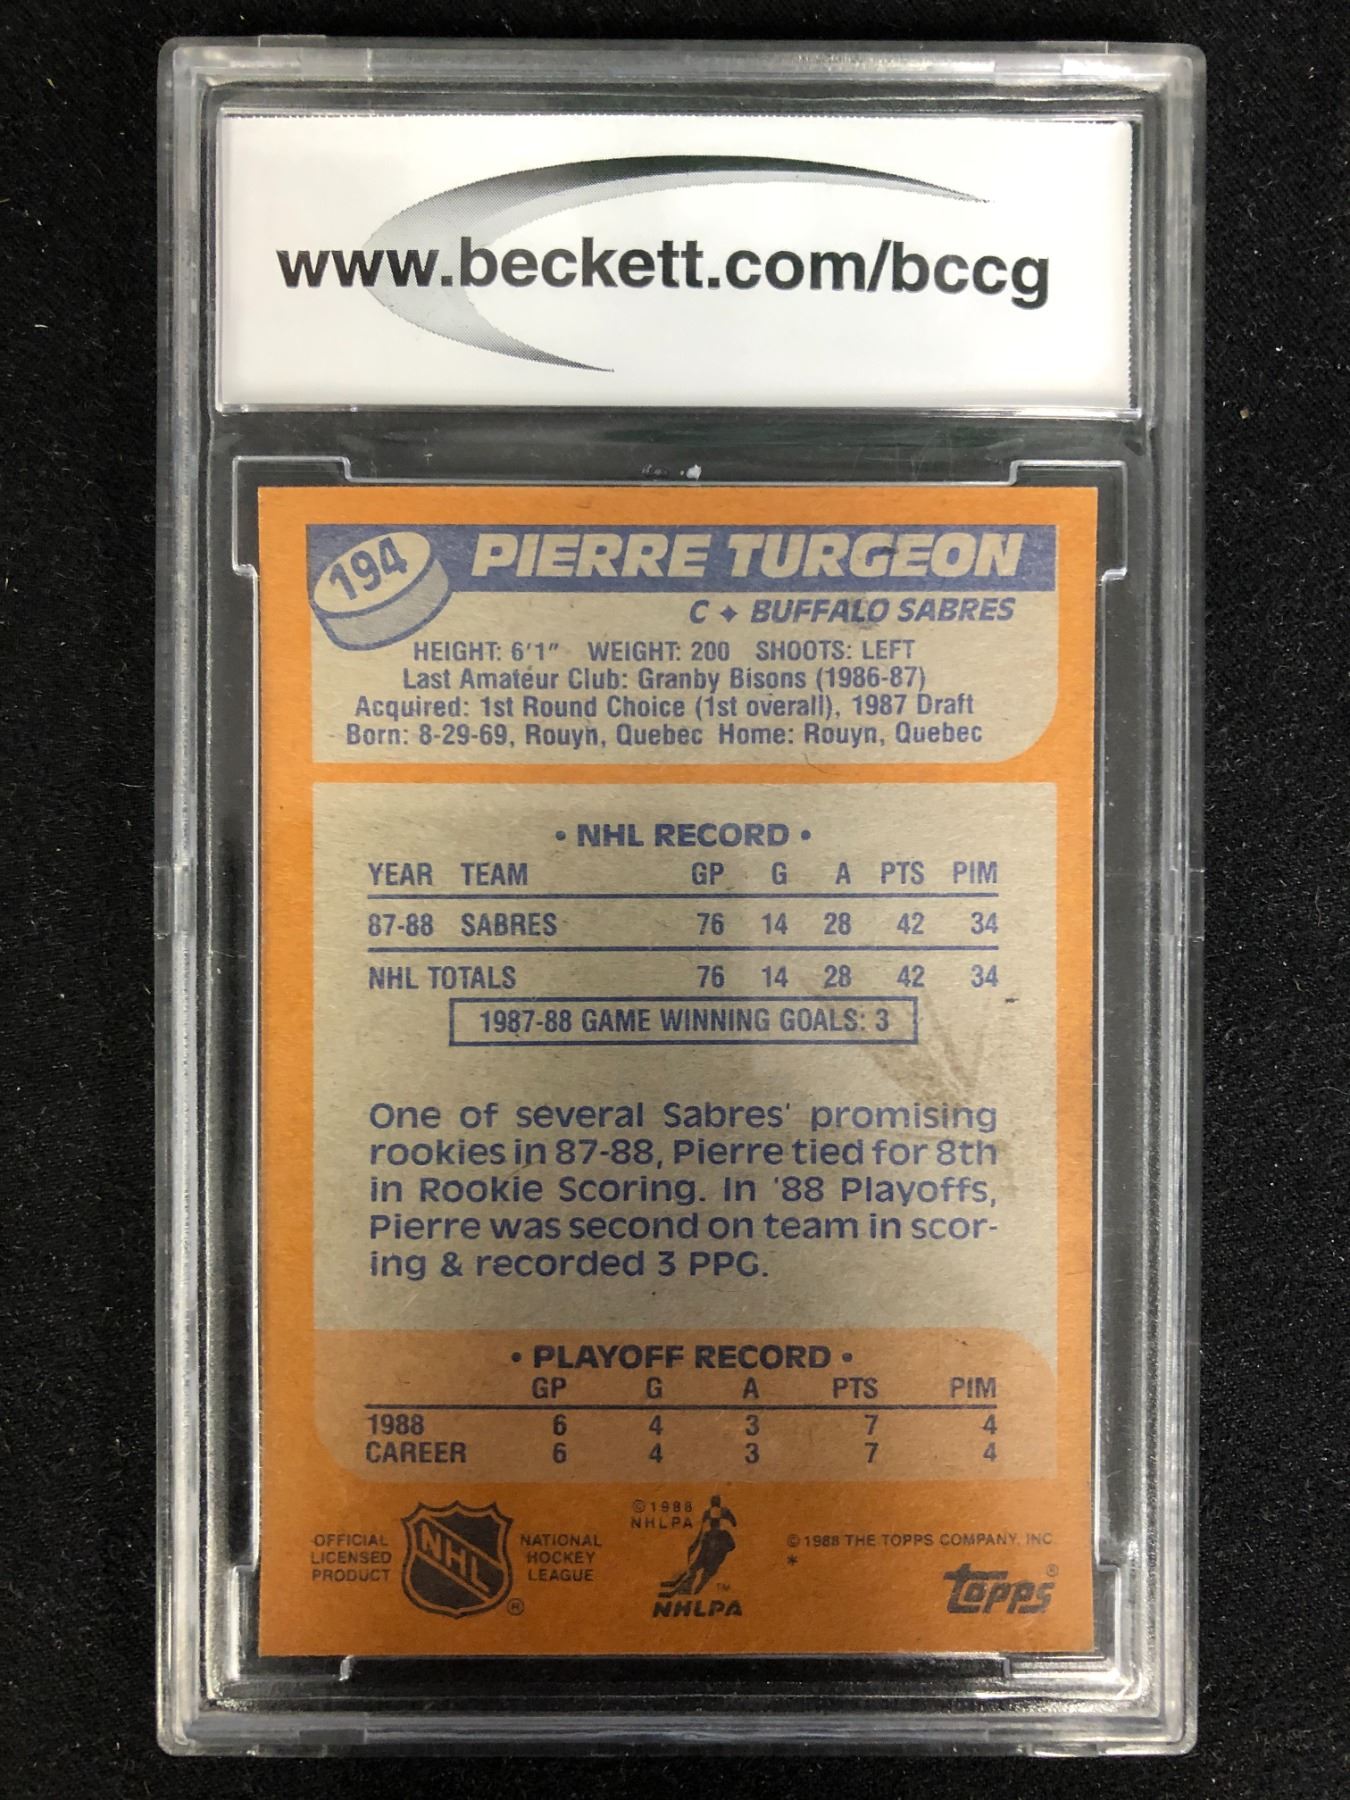 www.beckett.com/bccg
194
PIERRE TURGEON
C ✦ BUFFALO SABRES
HEIGHT: 6'1" WEIGHT: 200 SHOOTS: LEFT
Last Amateur Club: Granby Bisons (1986-87)
Acquired: 1st Round Choice (1st overall), 1987 Draft
Born: 8-29-69, Rouyn, Quebec Home: Rouyn, Quebec
• NHL RECORD •
YEAR TEAM GP G A PTS PIM
87-88 SABRES 76 14 28 42 34
NHL TOTALS 76 14 28 42 34
1987-88 GAME WINNING GOALS: 3
One of several Sabres' promising
rookies in 87-88, Pierre tied for 8th
in Rookie Scoring. In '88 Playoffs,
Pierre was second on team in scor-
ing & recorded 3 PPG.
• PLAYOFF RECORD •
GP G A PTS PIM
1988 6 4 3 7 4
CAREER 6 4 3 7 4
OFFICIAL
LICENSED
PRODUCT
NHL
®
NATIONAL
HOCKEY
LEAGUE
©1988
NHLPA
™
NHLPA
©1988 THE TOPPS COMPANY, INC.
*
topps®